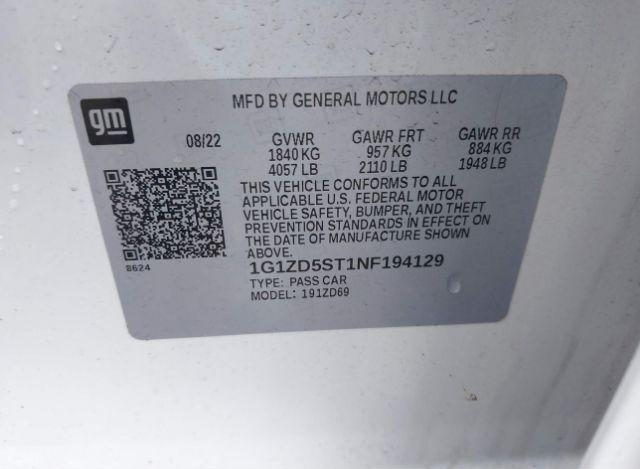 gm
MFD BY GENERAL MOTORS LLC
08/22 GVWR GAWR FRT GAWR RR
1840 KG 957 KG 884 KG
4057 LB 2110 LB 1948 LB
THIS VEHICLE CONFORMS TO ALL
APPLICABLE U.S. FEDERAL MOTOR
VEHICLE SAFETY, BUMPER, AND THEFT
PREVENTION STANDARDS IN EFFECT ON
THE DATE OF MANUFACTURE SHOWN
ABOVE.
8624
1G1ZD5ST1NF194129
TYPE: PASS CAR
MODEL: 191ZD69